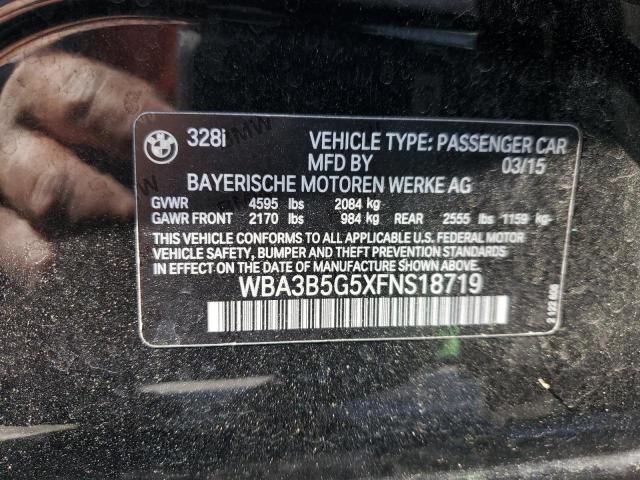 328i VEHICLE TYPE: PASSENGER CAR
MFD BY 03/15
BAYERISCHE MOTOREN WERKE AG
GVWR 4595 lbs 2084 kg
GAWR FRONT 2170 lbs 984 kg REAR 2555 lbs 1159 kg
THIS VEHICLE CONFORMS TO ALL APPLICABLE U.S. FEDERAL MOTOR
VEHICLE SAFETY, BUMPER AND THEFT PREVENTION STANDARDS
IN EFFECT ON THE DATE OF MANUFACTURE SHOWN ABOVE.
WBA3B5G5XFNS18719